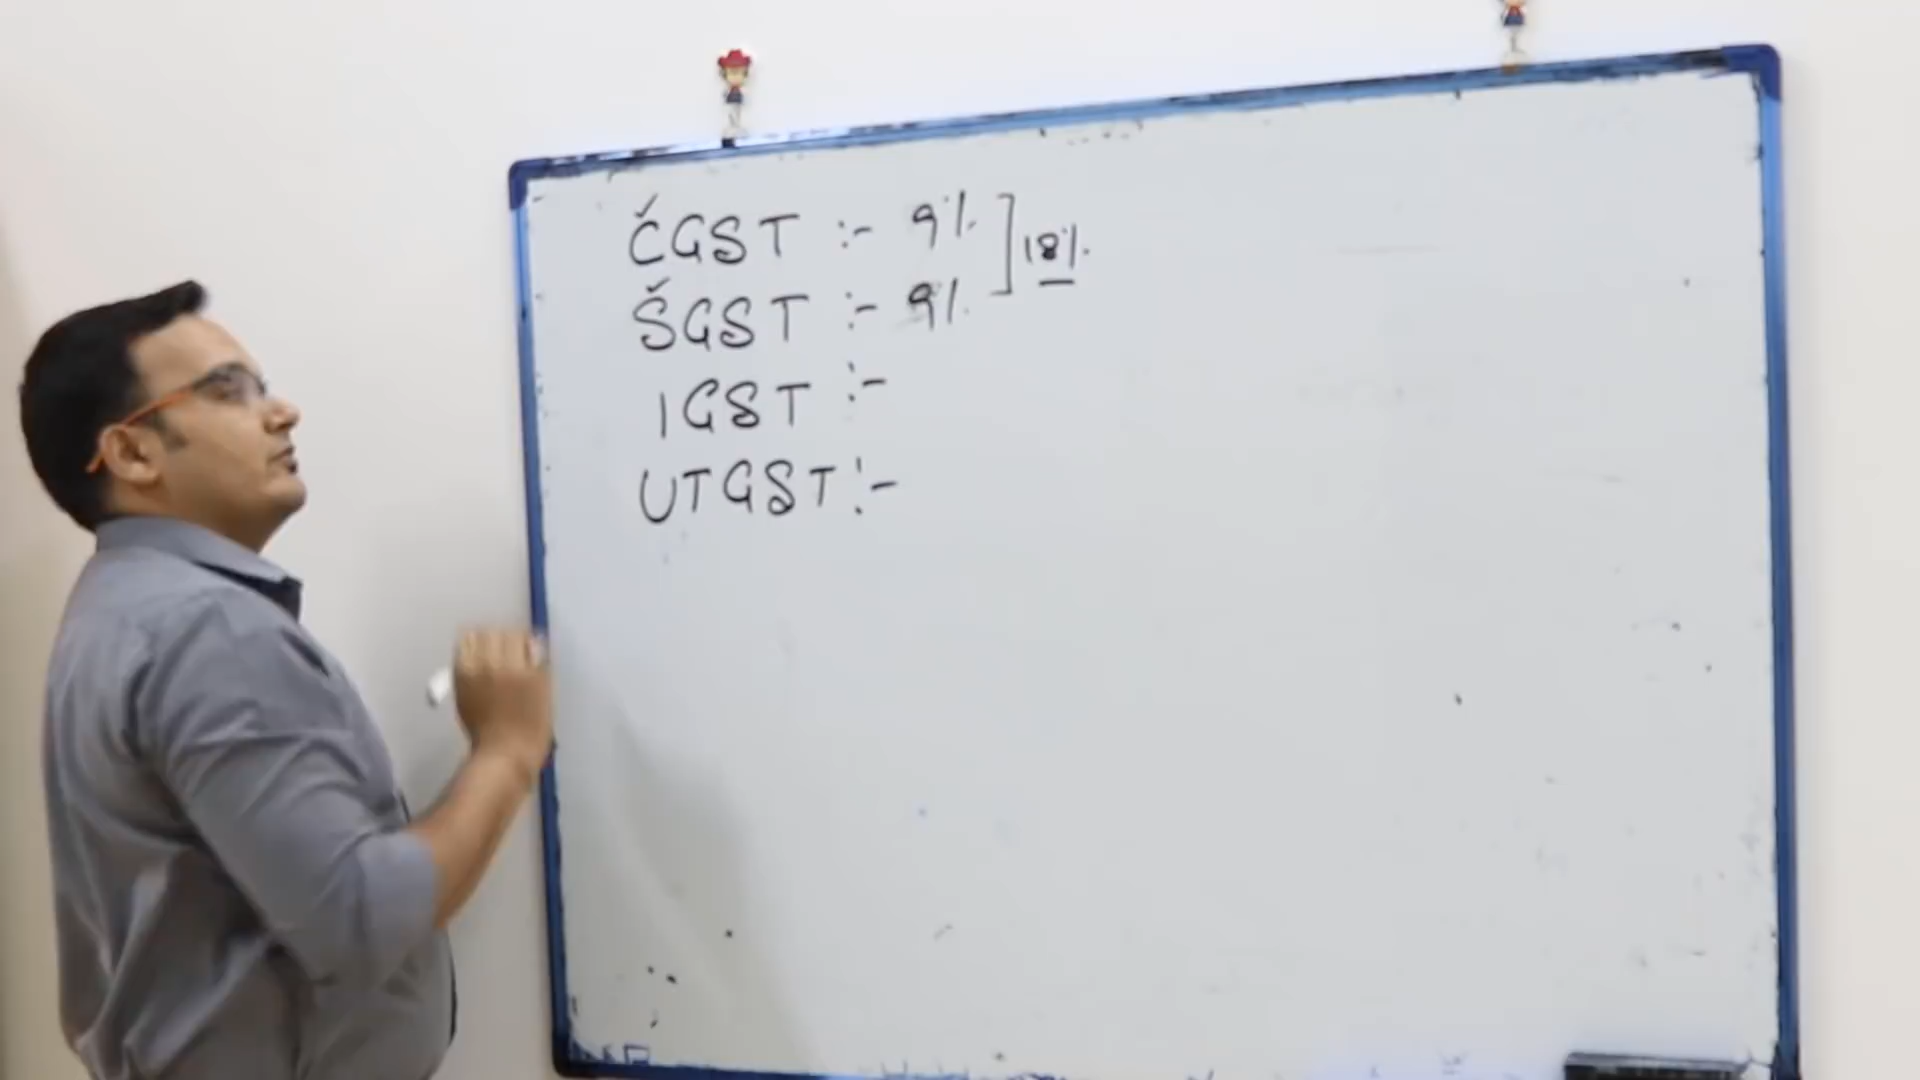 CGST :- 9%
18%
SGST :- 9%
IGST :-
UTGST :-